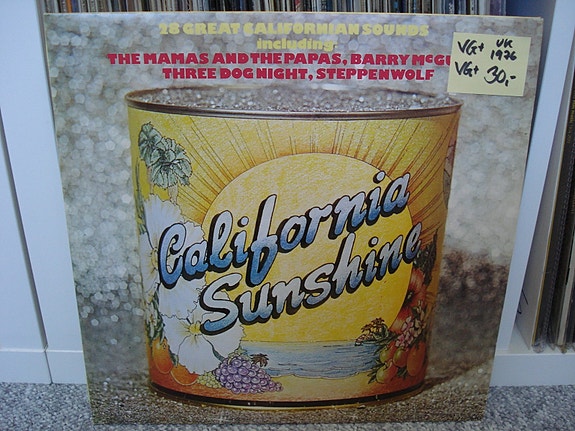 28 GREAT CALIFORNIAN SOUNDS
including
THE MAMAS AND THE PAPAS, BARRY McGU
THREE DOG NIGHT, STEPPENWOLF
VG+ UK
1976
VG+ 30,-
California
Sunshine